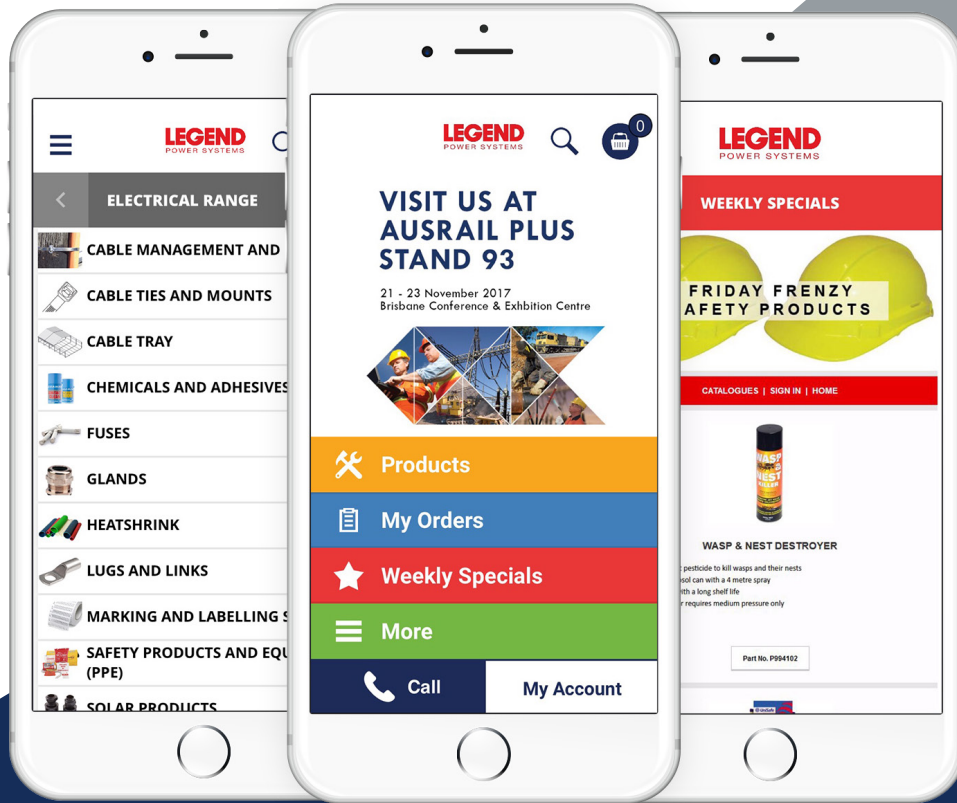 LEGEND
POWER SYSTEMS
ELECTRICAL RANGE
CABLE MANAGEMENT AND
CABLE TIES AND MOUNTS
CABLE TRAY
CHEMICALS AND ADHESIVES
FUSES
GLANDS
HEATSHRINK
LUGS AND LINKS
MARKING AND LABELLING S
SAFETY PRODUCTS AND EQU
(PPE)
SOLAR PRODUCTS
LEGEND
POWER SYSTEMS
0
VISIT US AT
AUSRAIL PLUS
STAND 93
21 - 23 November 2017
Brisbane Conference & Exhbition Centre
Products
My Orders
Weekly Specials
More
Call
My Account
LEGEND
POWER SYSTEMS
WEEKLY SPECIALS
FRIDAY FRENZY
AFETY PRODUCTS
CATALOGUES | SIGN IN | HOME
WASP
NEST
KILLER
WASP & NEST DESTROYER
pesticide to kill wasps and their nests
sol can with a 4 metre spray
ith a long shelf life
r requires medium pressure only
Part No. P994102